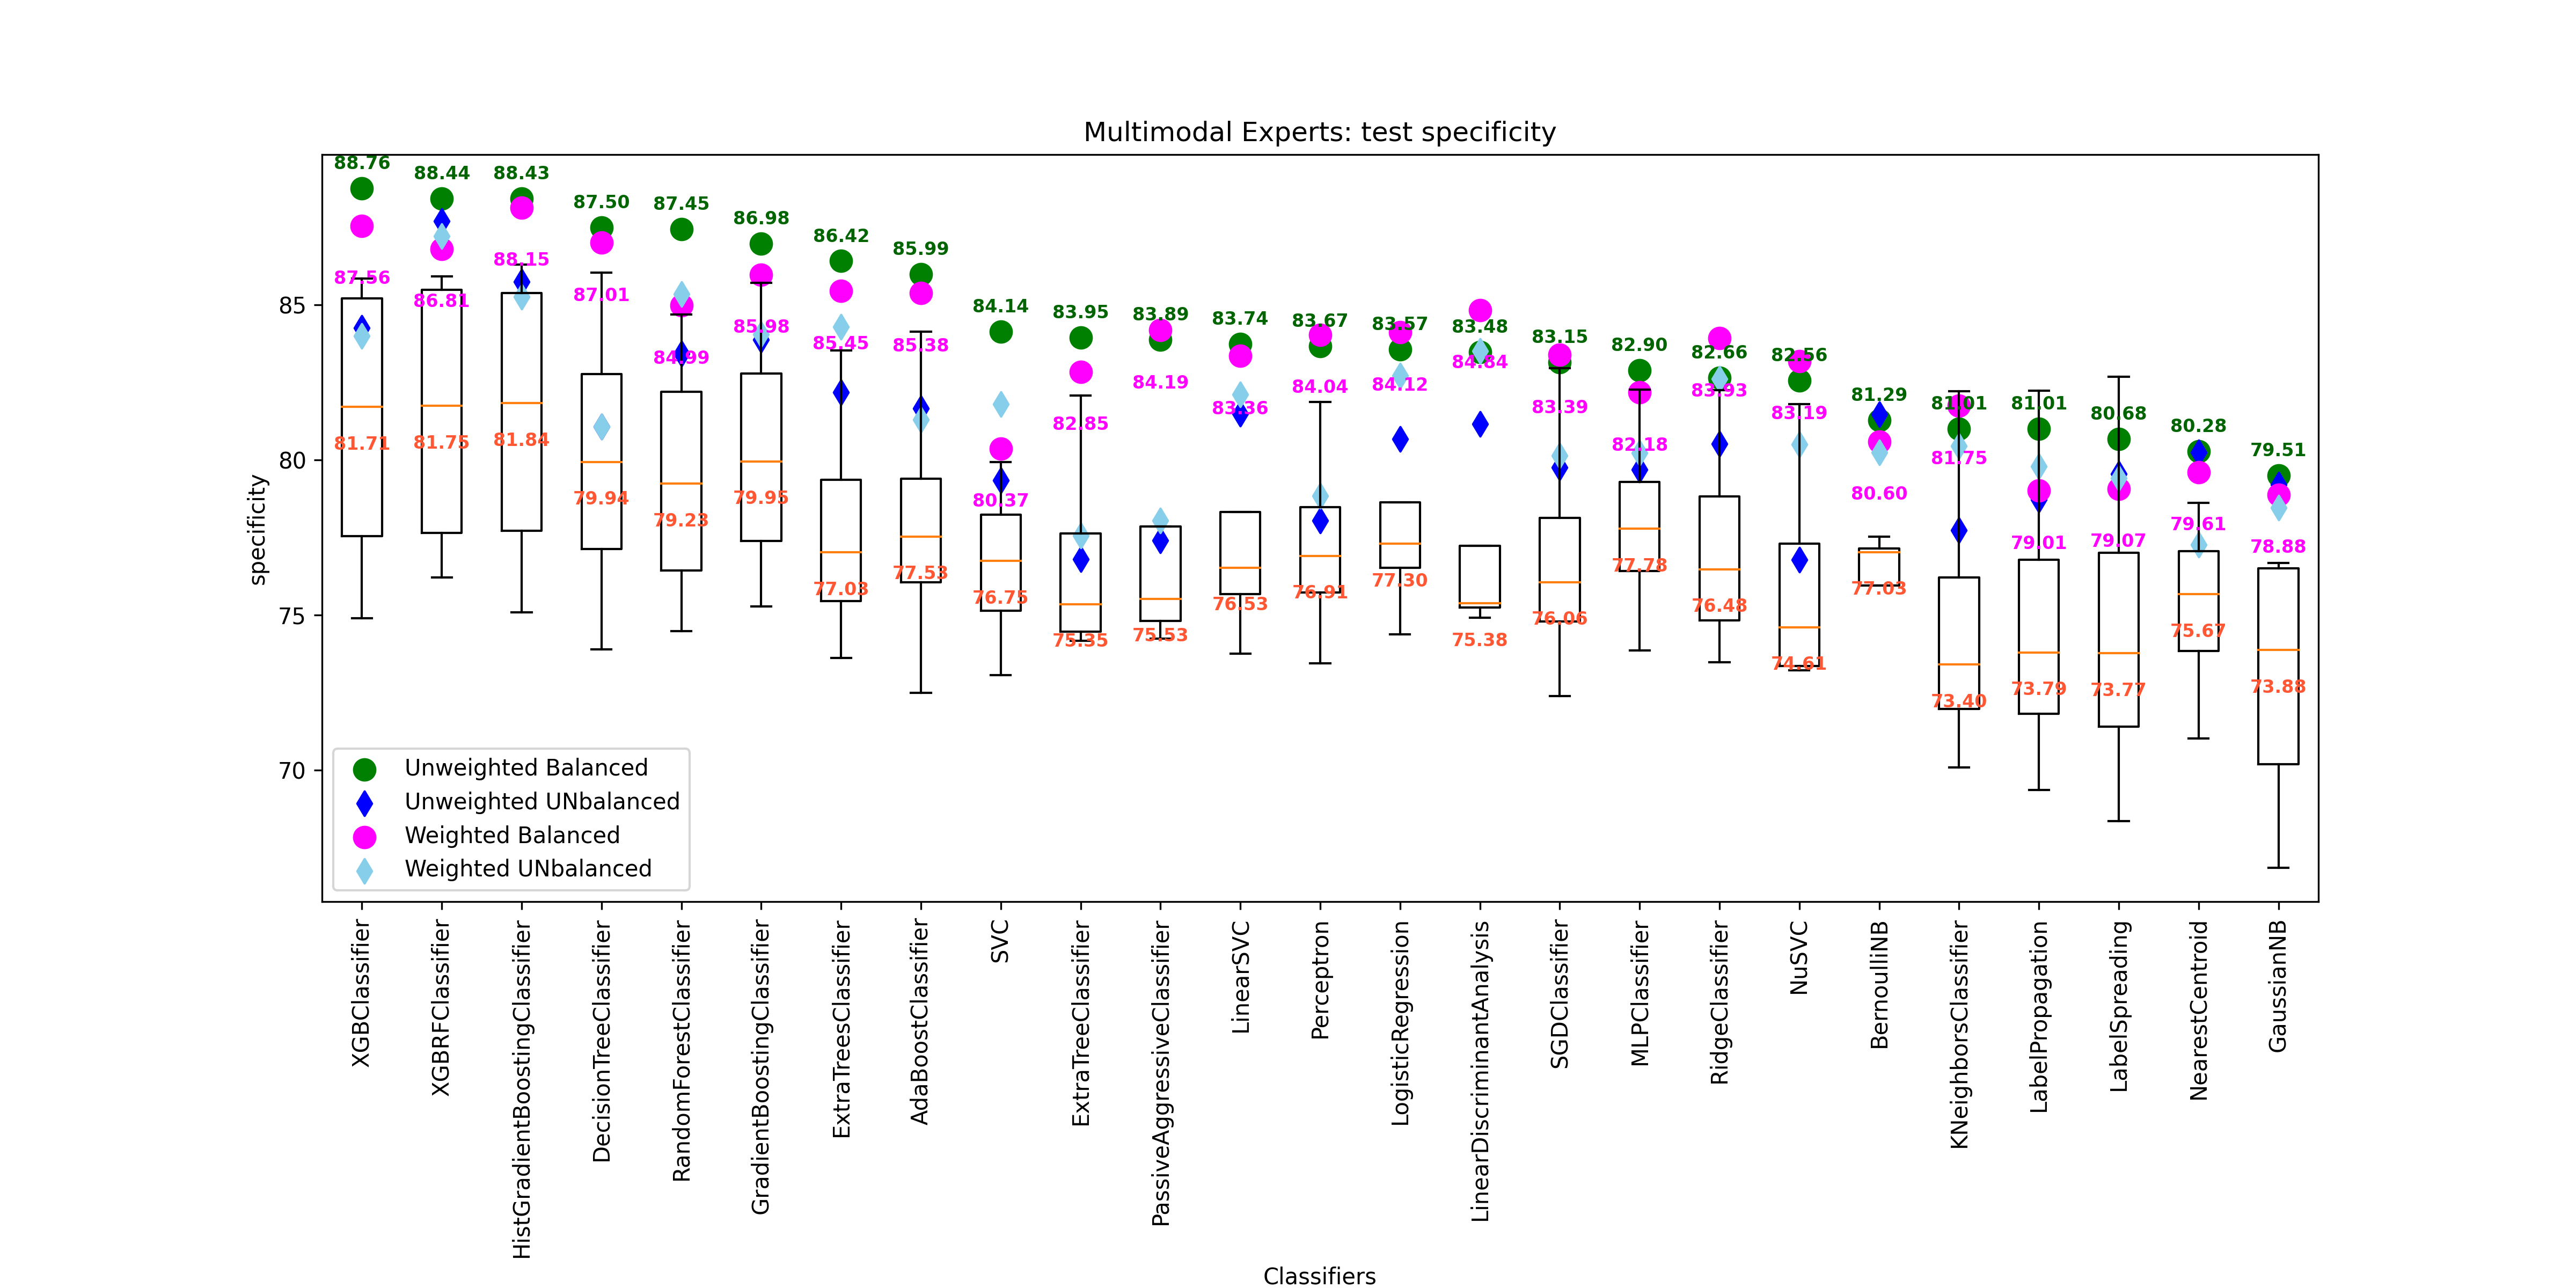 Multimodal Experts: test specificity
specificity
85
80
75
70
88.76
88.44
88.43
87.50
87.45
86.98
86.42
85.99
84.14
83.95
83.89
83.74
83.67
83.57
83.48
83.15
82.90
82.66
82.56
81.29
81.01
81.01
80.68
80.28
79.51
87.56
86.81
88.15
87.01
84.99
85.98
85.45
85.38
80.37
82.85
84.19
83.36
84.04
84.12
84.84
83.39
82.18
83.93
83.19
80.60
81.75
79.01
79.07
79.61
78.88
81.71
81.75
81.84
79.94
79.23
79.95
77.03
77.53
76.75
75.35
75.53
76.53
76.91
77.30
75.38
76.06
77.78
76.48
74.61
77.03
73.40
73.79
73.77
75.67
73.88
Unweighted Balanced
Unweighted UNbalanced
Weighted Balanced
Weighted UNbalanced
XGBClassifier
XGBRFClassifier
HistGradientBoostingClassifier
DecisionTreeClassifier
RandomForestClassifier
GradientBoostingClassifier
ExtraTreesClassifier
AdaBoostClassifier
SVC
ExtraTreeClassifier
PassiveAggressiveClassifier
LinearSVC
Perceptron
LogisticRegression
LinearDiscriminantAnalysis
SGDClassifier
MLPClassifier
RidgeClassifier
NuSVC
BernoulliNB
KNeighborsClassifier
LabelPropagation
LabelSpreading
NearestCentroid
GaussianNB
Classifiers